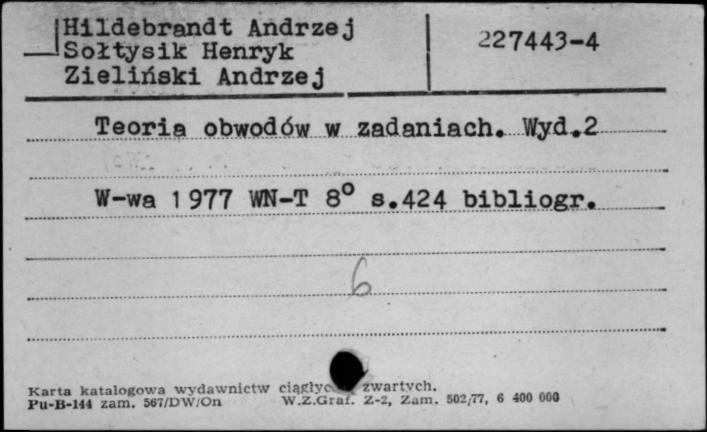 Hildebrandt Andrzej
Sołtysik Henryk
Zieliński Andrzej
227443-4
Teoria obwodów w zadaniach. Wyd.2
W-wa 1977 WN-T 8° s.424 bibliogr.
6
Karta katalogowa wydawnictw zwartych.
Pu-B-144 zam. 567/DW/On W.Z.Graf. Z-2, Zam. 502/77, 6 400 000